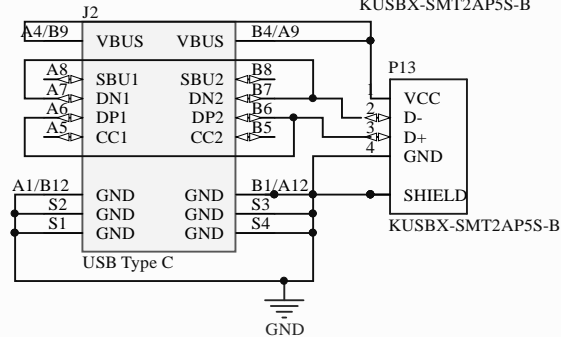 KUSBX-SMT2AP5S-B
J2
A4/B9 VBUS VBUS B4/A9
P13
A8 SBU1 SBU2 B8
1 VCC
A7 DN1 DN2 B7
2 D-
A6 DP1 DP2 B6
3 D+
A5 CC1 CC2 B5
4 GND
A1/B12 GND GND B1/A12
SHIELD
S2 GND GND S3
S1 GND GND S4
KUSBX-SMT2AP5S-B
USB Type C
GND